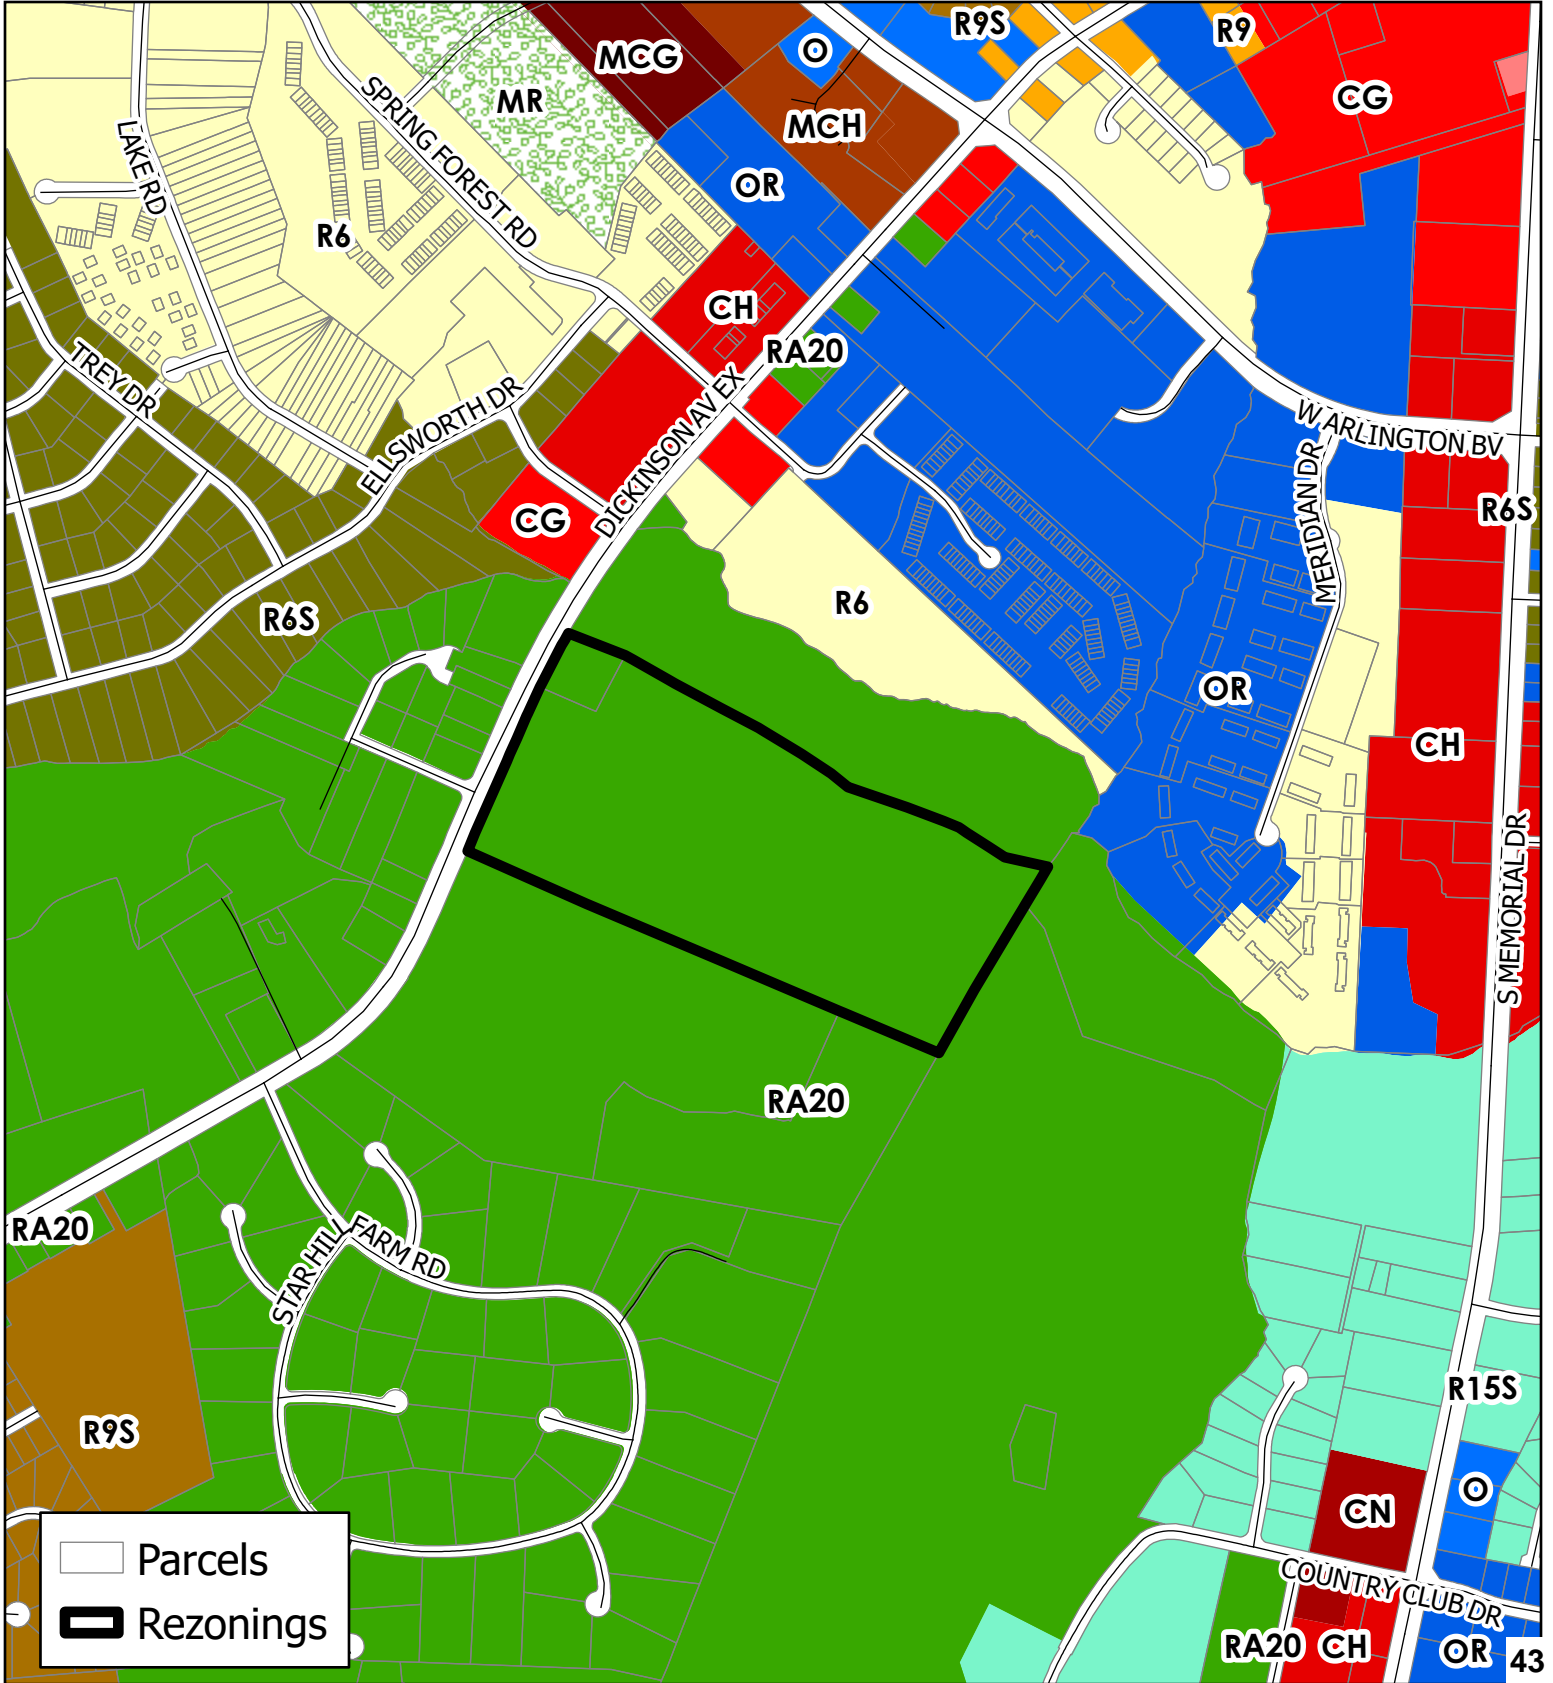 R9S
R9
O
MCG
CG
MR
SPRING FOREST RD
MCH
LAKE RD
OR
R6
CH
RA20
TREY DR
ELLSWORTH DR
DICKINSON AV EX
W ARLINGTON BV
MERIDIAN DR
CG
R6S
R6
R6S
OR
CH
S MEMORIAL DR
RA20
RA20
STAR HILL FARM RD
R15S
R9S
O
CN
COUNTRY CLUB DR
RA20
CH
OR
Parcels
Rezonings
43